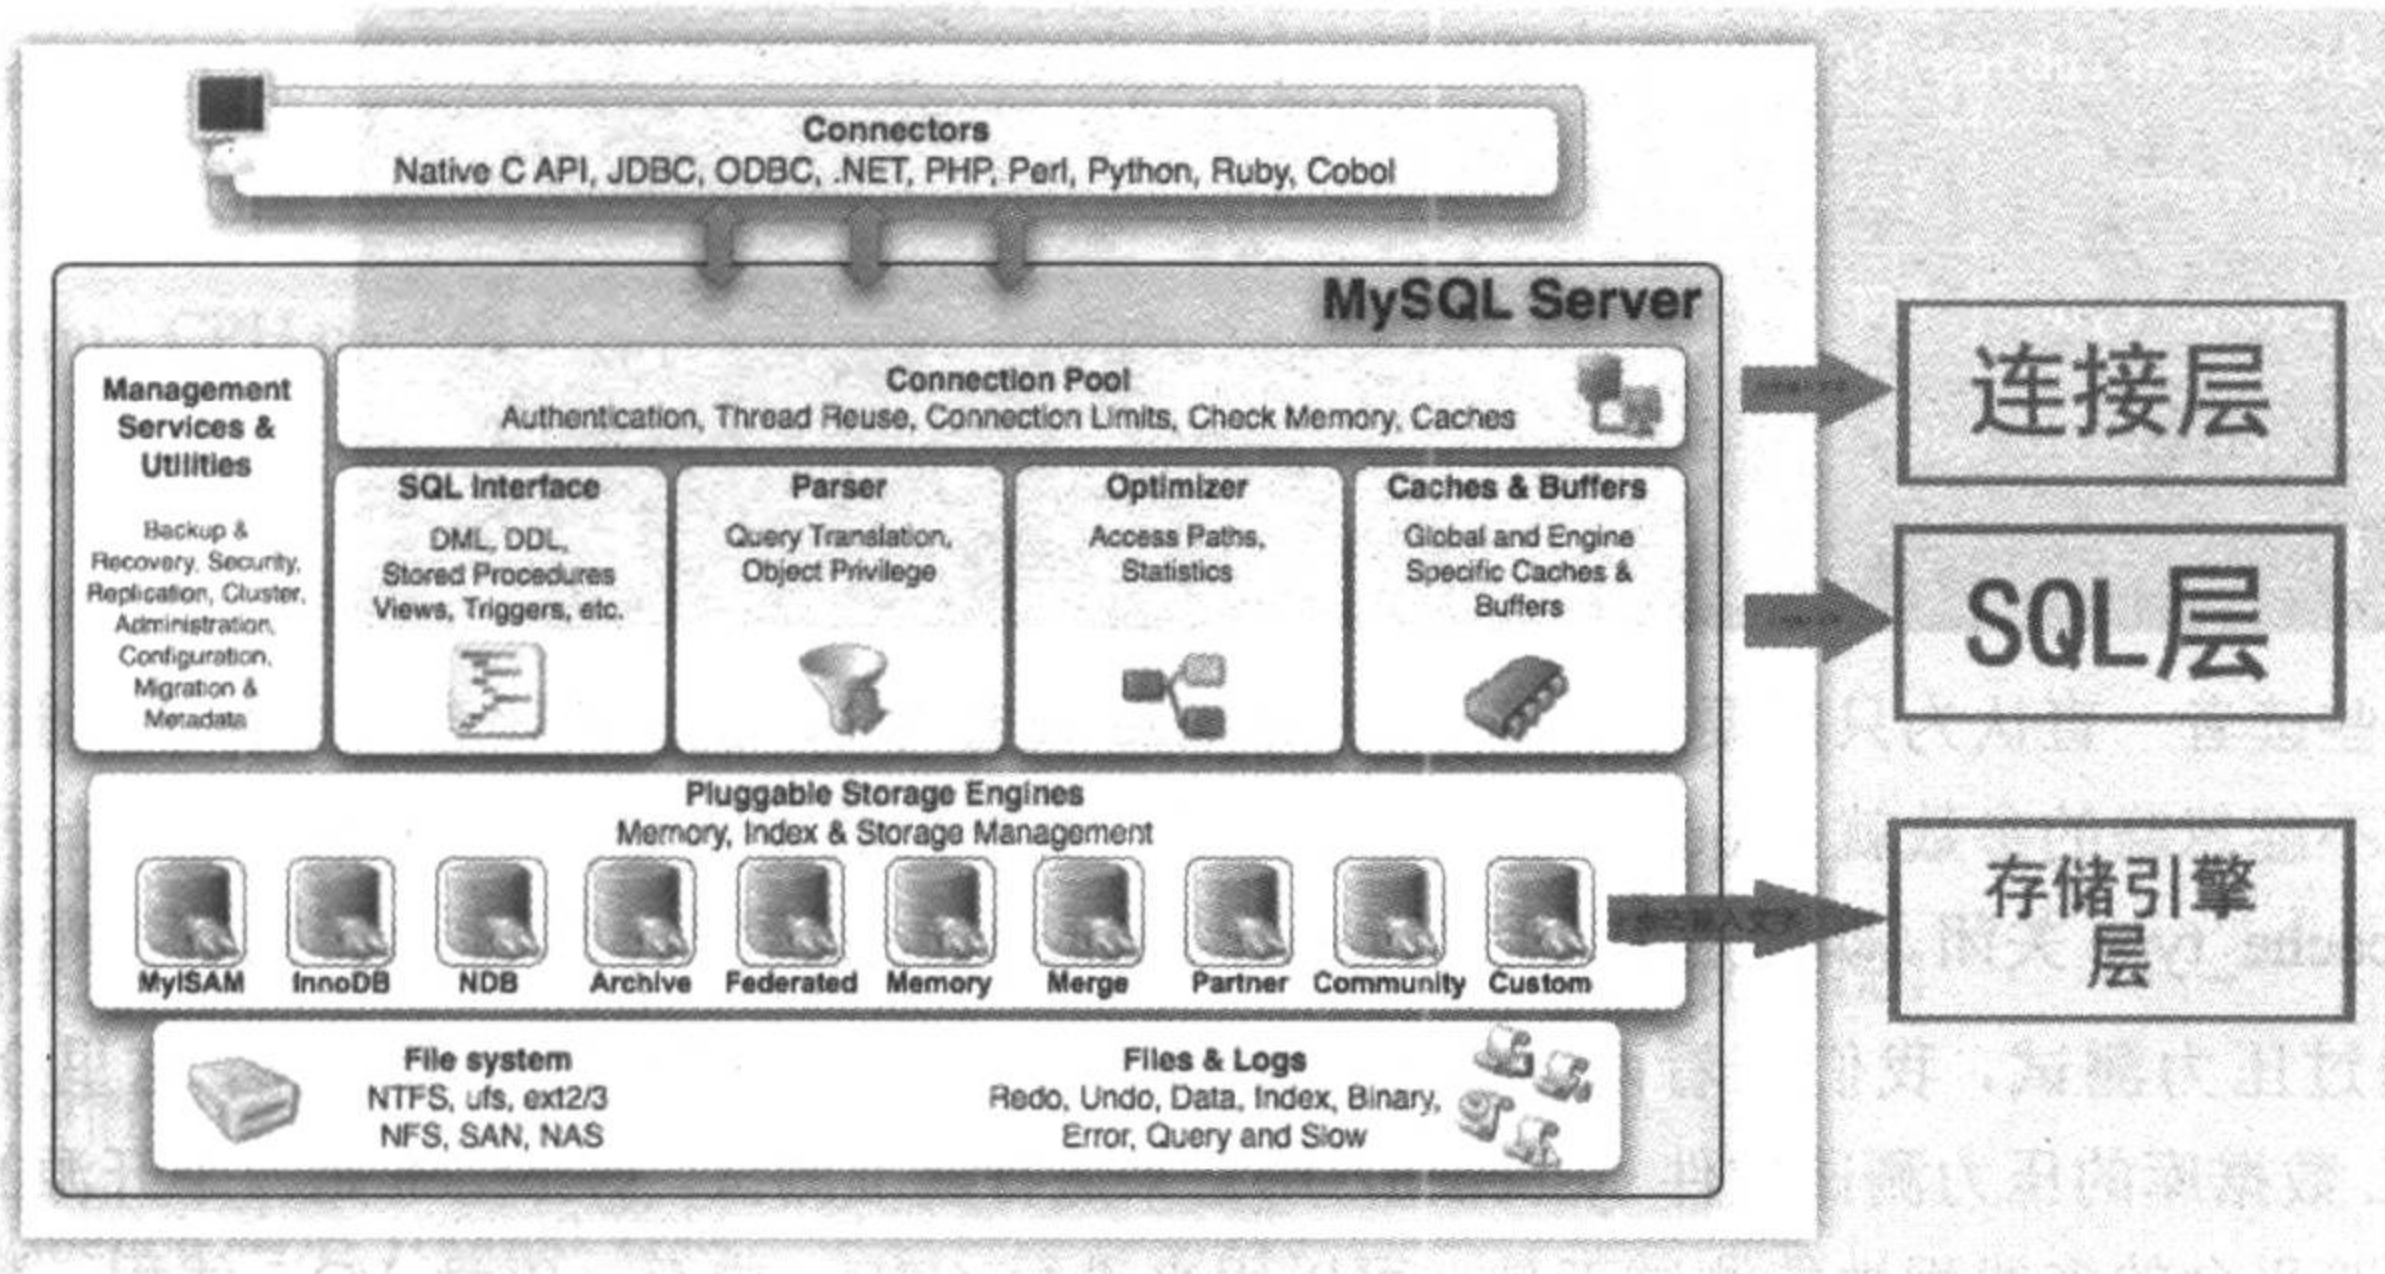 Connectors
Native C API, JDBC, ODBC, .NET, PHP, Perl, Python, Ruby, Cobol
MySQL Server
Management
Services &
Utilities
Backup &
Recovery, Security,
Replication, Cluster,
Administration,
Configuration,
Migration &
Metadata
Connection Pool
Authentication, Thread Reuse, Connection Limits, Check Memory, Caches
SQL Interface
DML, DDL,
Stored Procedures
Views, Triggers, etc.
Parser
Query Translation,
Object Privilege
Optimizer
Access Paths,
Statistics
Caches & Buffers
Global and Engine
Specific Caches &
Buffers
Pluggable Storage Engines
Memory, Index & Storage Management
MyISAM
InnoDB
NDB
Archive
Federated
Memory
Merge
Partner
Community
Custom
File system
NTFS, ufs, ext2/3
NFS, SAN, NAS
Files & Logs
Redo, Undo, Data, Index, Binary,
Error, Query and Slow
连接层
SQL层
存储引擎
层